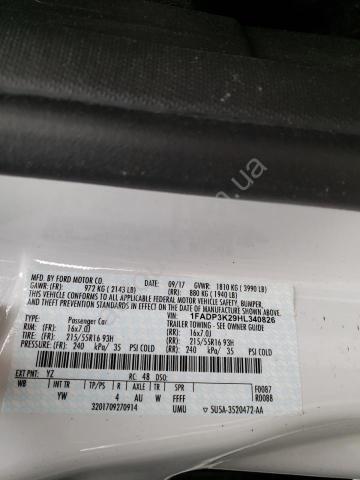 MFD. BY FORD MOTOR CO.
09/17 GVWR: 1810 KG ( 3990 LB)
GAWR: (FR): 972 KG ( 2143 LB) (RR): 880 KG ( 1940 LB)
THIS VEHICLE CONFORMS TO ALL APPLICABLE FEDERAL MOTOR VEHICLE SAFETY, BUMPER,
AND THEFT PREVENTION STANDARDS IN EFFECT ON THE DATE OF MANUFACTURE SHOWN ABOVE.
VIN: 1FADP3K29HL340826
TYPE: Passenger Car TRAILER TOWING- SEE OWNER GUIDE
RIMS: (FR): 16x7.0J (RR): 16x7.0J
TIRE: (FR): 215/55R16 93H (RR): 215/55R16 93H
PRESSURE: (FR): 240 kPa/ 35 PSI COLD (RR): 240 kPa/ 35 PSI COLD
EXT PNT: YZ RC: 48 DSO: F0087
WB INT TR TP/PS R AXLE TR SPR R0088
YW 4 AU W FFFF
3201709270914 UMU ▽ 5U5A-3520472-AA